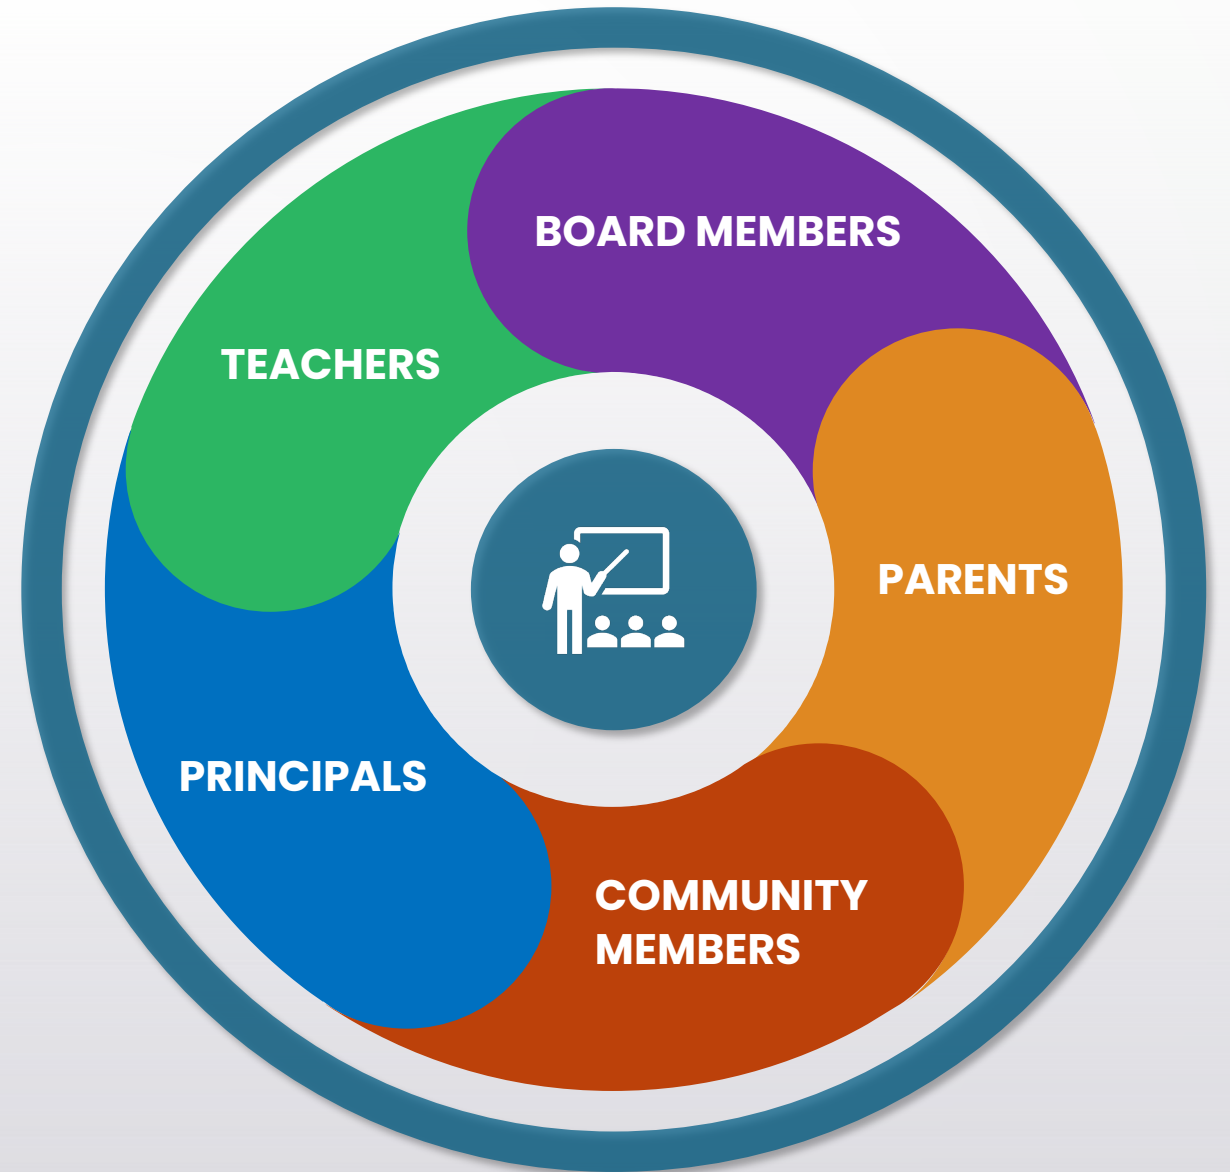 BOARD MEMBERS
TEACHERS
PARENTS
PRINCIPALS
COMMUNITY
MEMBERS